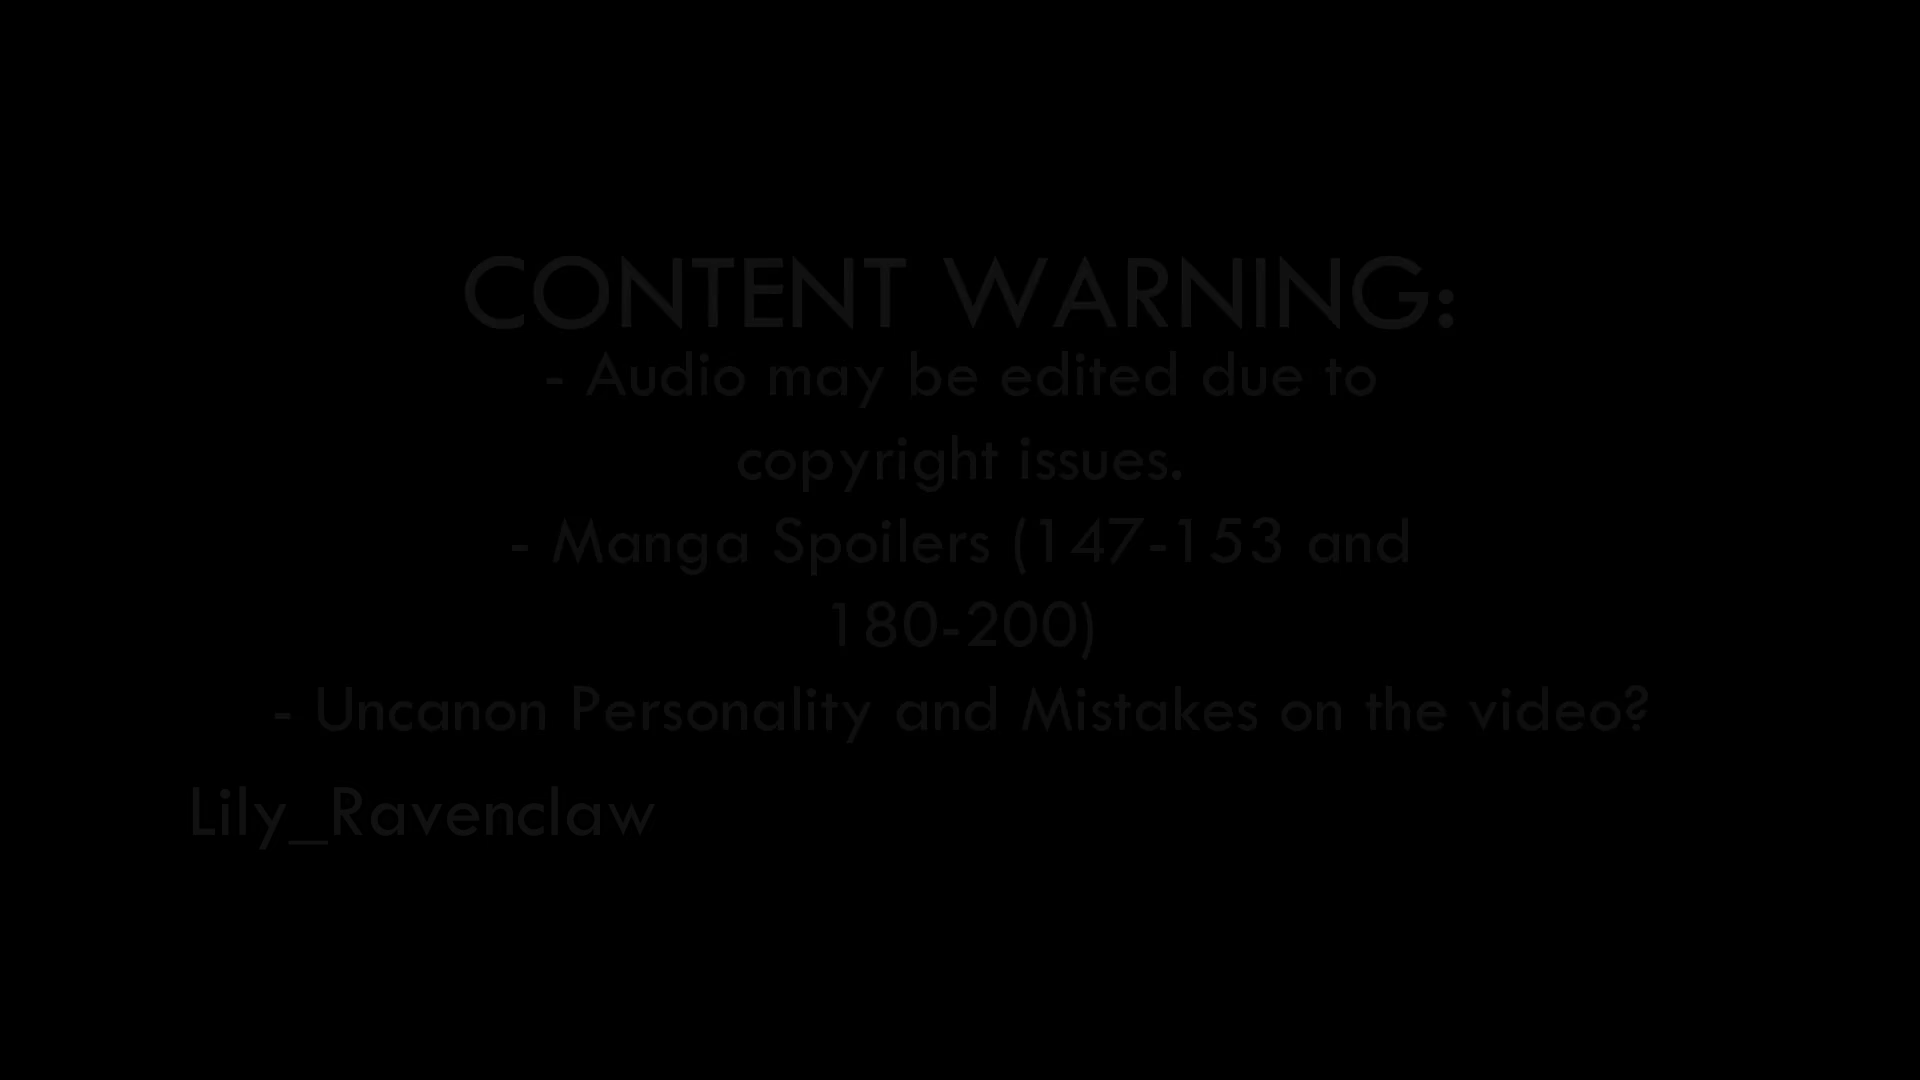 CONTENT WARNING:
- Audio may be edited due to
copyright issues.
- Manga Spoilers (147-153 and
180-200)
- Uncanon Personality and Mistakes on the video?
Lily_Ravenclaw